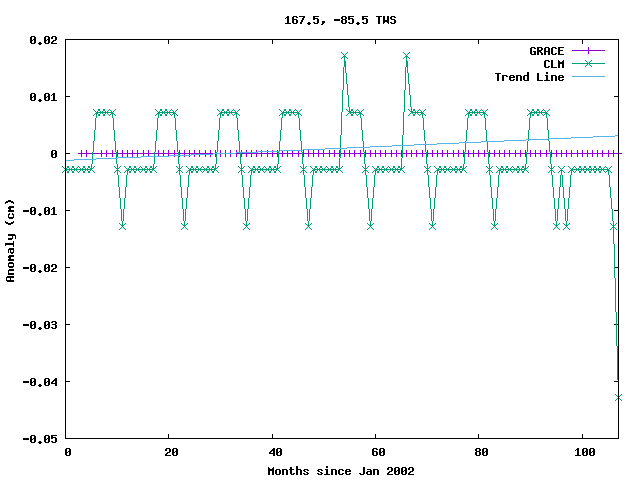 167.5, -85.5 TWS
0.02
GRACE
CLM
Trend Line
0.01
0
-0.01
-0.02
-0.03
-0.04
-0.05
Anomaly (cm)
0 20 40 60 80 100
Months since Jan 2002